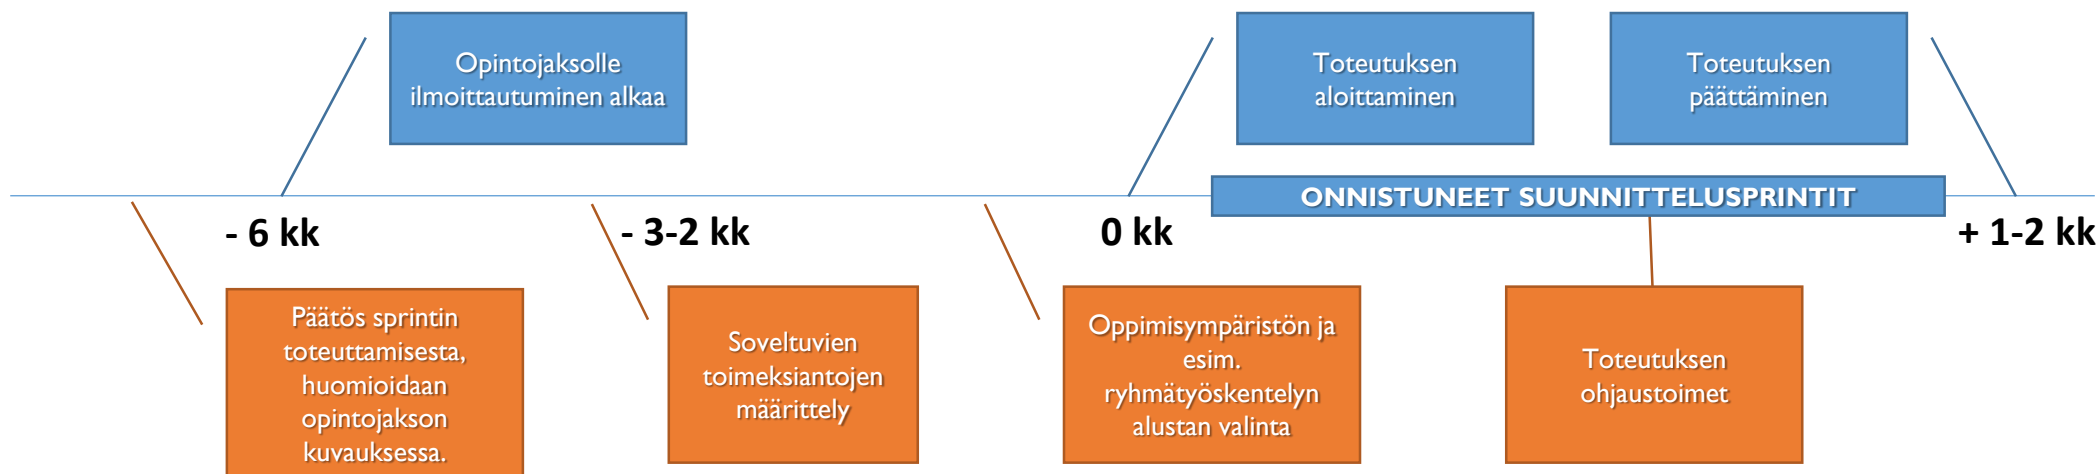 Opintojaksolle
ilmoittautuminen alkaa
Toteutuksen
aloittaminen
Toteutuksen
päättäminen
ONNISTUNEET SUUNNITTELUSPRINTIT
- 6 kk
- 3-2 kk
0 kk
+ 1-2 kk
Päätös sprintin
toteuttamisesta,
huomioidaan
opintojakson
kuvauksessa.
Soveltuvien
toimeksiantojen
määrittely
Oppimisympäristön ja
esim.
ryhmätyöskentelyn
alustan valinta
Toteutuksen
ohjaustoimet